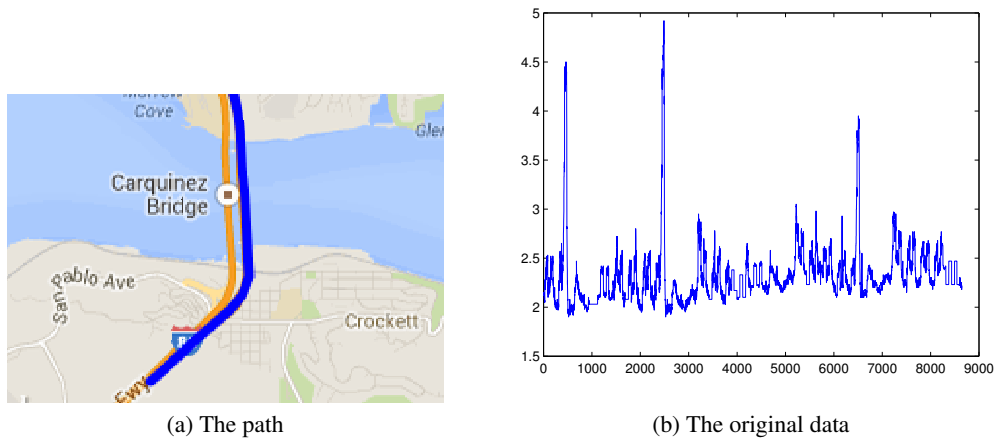 Cove
Glen
Carquinez
Bridge
San Pablo Ave
Crockett
Fwy
(a) The path
5
4.5
4
3.5
3
2.5
2
1.5
0 1000 2000 3000 4000 5000 6000 7000 8000 9000
(b) The original data